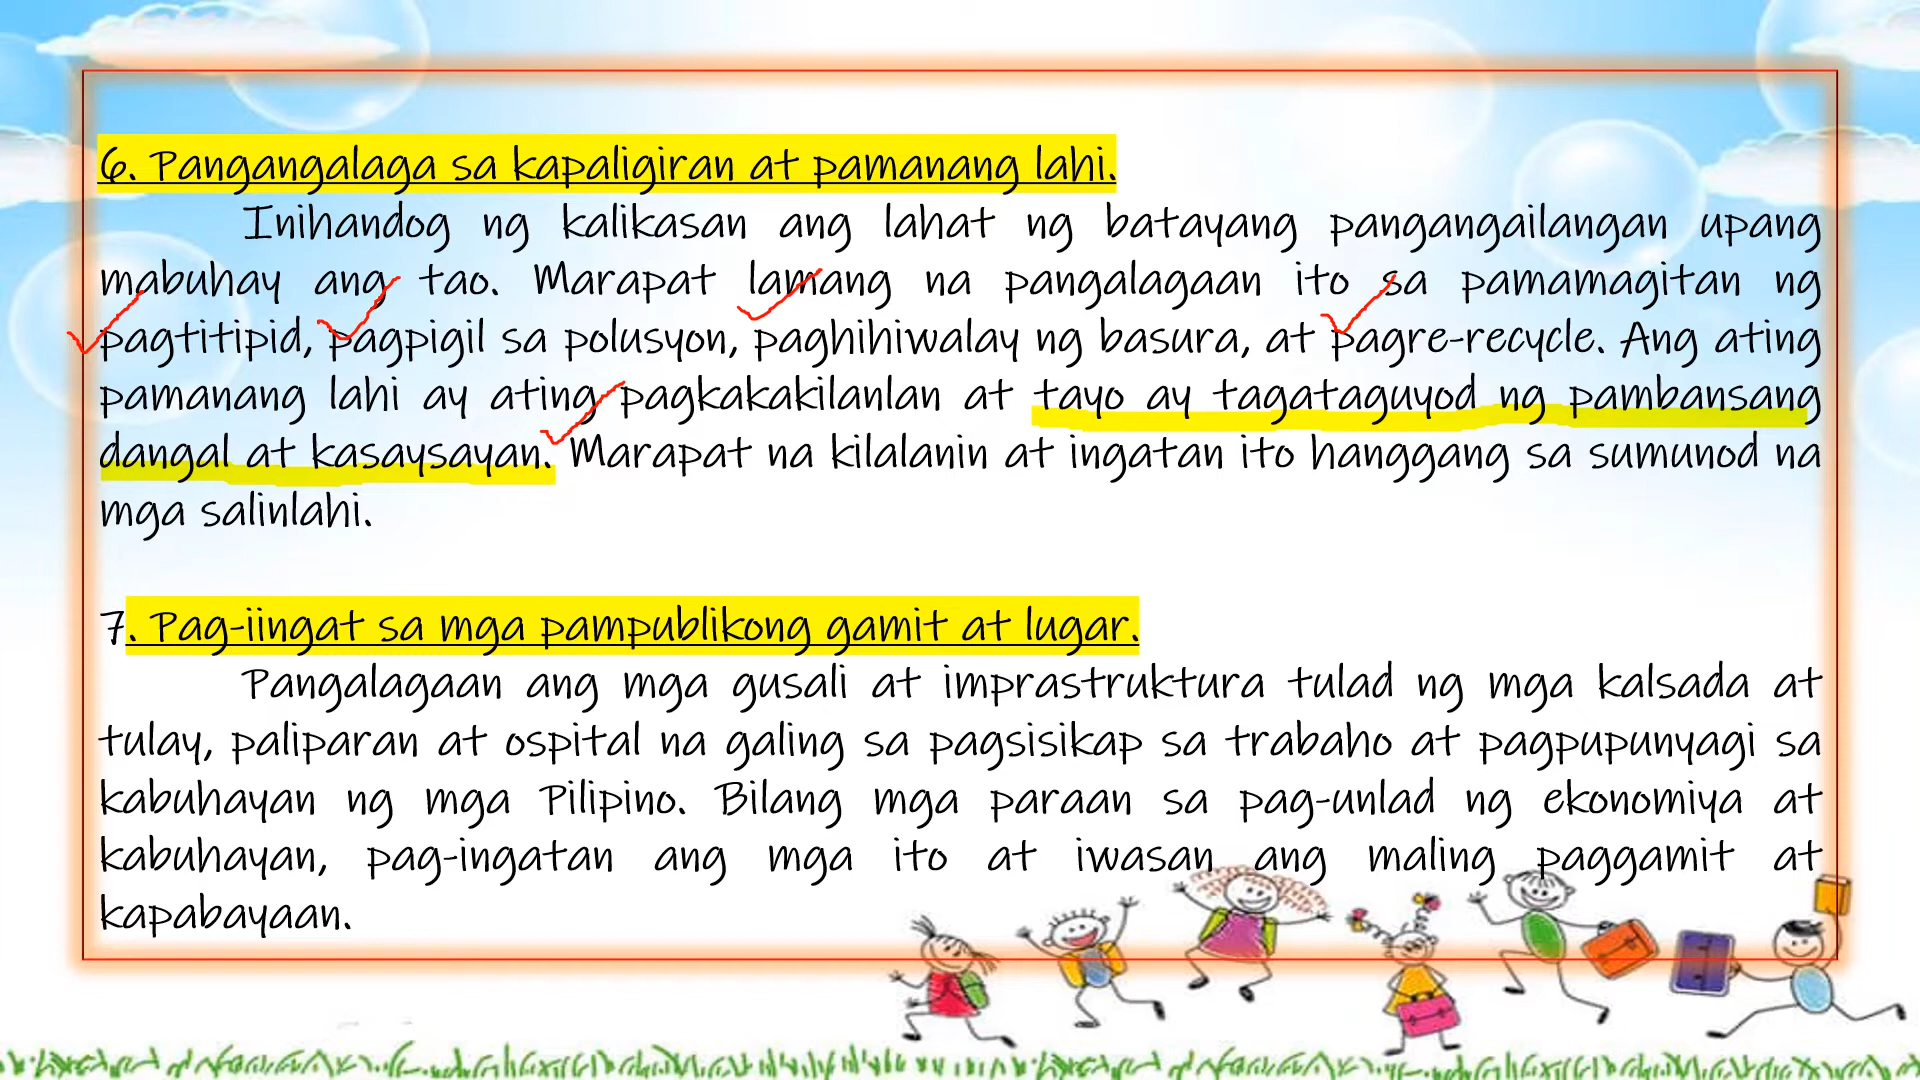 6. Pangangalaga sa kapaligiran at pamanang lahi.
Inihandog ng kalikasan ang lahat ng batayang pangangailangan upang
mabuhay ang tao. Marapat lamang na pangalagaan ito sa pamamagitan ng
pagtitipid, pagpigil sa polusyon, paghihiwalay ng basura, at pagre-recycle. Ang ating
pamanang lahi ay ating pagkakakilanlan at tayo ay tagataguyod ng pambansang
dangal at kasaysayan. Marapat na kilalanin at ingatan ito hanggang sa sumunod na
mga salinlahi.
7. Pag-iingat sa mga pampublikong gamit at lugar.
Pangalagaan ang mga gusali at imprastruktura tulad ng mga kalsada at
tulay, paliparan at ospital na galing sa pagsisikap sa trabaho at pagpupunyagi sa
kabuhayan ng mga Pilipino. Bilang mga paraan sa pag-unlad ng ekonomiya at
kabuhayan, pag-ingatan ang mga ito at iwasan ang maling paggamit at
kapabayaan.